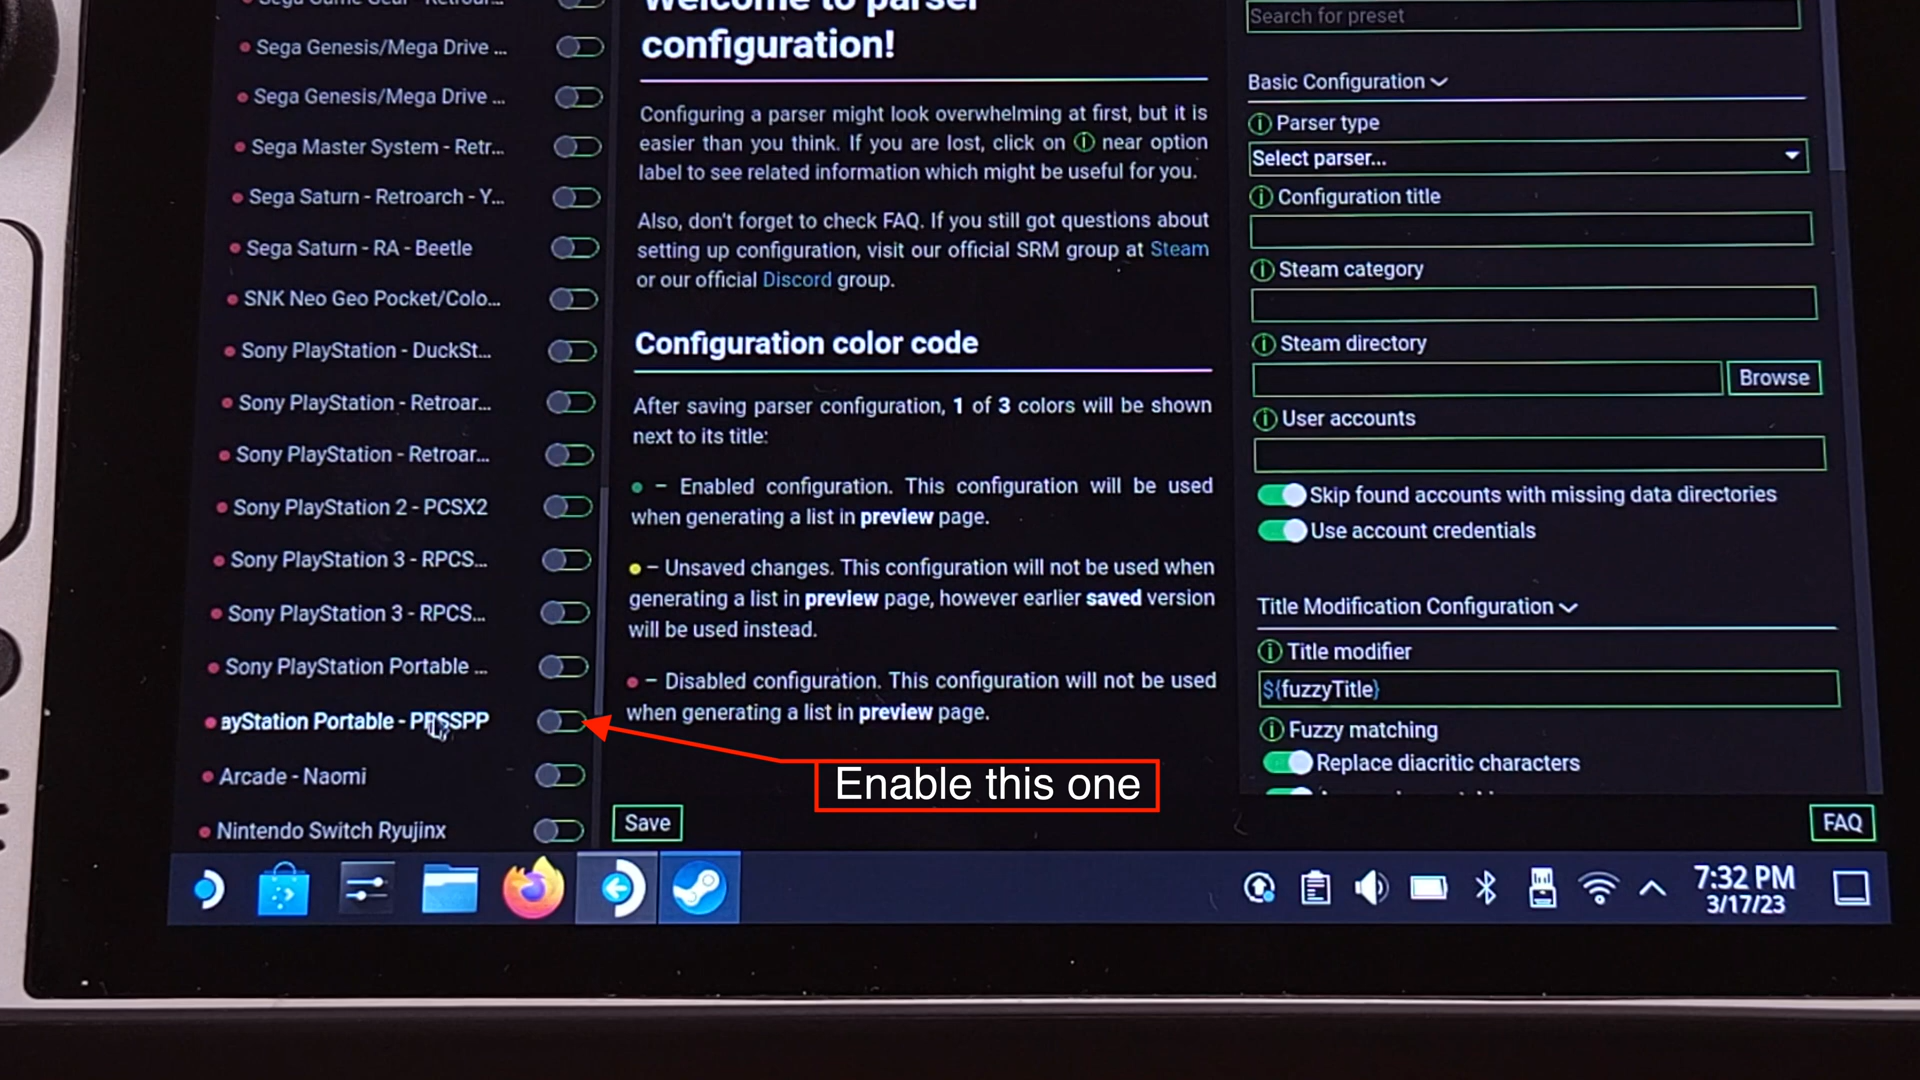 Sega Genesis/Mega Drive ...
Sega Genesis/Mega Drive ...
Sega Master System - Retr...
Sega Saturn - Retroarch - Y...
Sega Saturn - RA - Beetle
SNK Neo Geo Pocket/Colo...
Sony PlayStation - DuckSt...
Sony PlayStation - Retroar...
Sony PlayStation - Retroar...
Sony PlayStation 2 - PCSX2
Sony PlayStation 3 - RPCS...
Sony PlayStation 3 - RPCS...
Sony PlayStation Portable ...
ayStation Portable - PPSSPP
Arcade - Naomi
Nintendo Switch Ryujinx
Welcome to parser
configuration!
Configuring a parser might look overwhelming at first, but it is
easier than you think. If you are lost, click on ⓘ near option
label to see related information which might be useful for you.
Also, don't forget to check FAQ. If you still got questions about
setting up configuration, visit our official SRM group at Steam
or our official Discord group.
Configuration color code
After saving parser configuration, 1 of 3 colors will be shown
next to its title:
– Enabled configuration. This configuration will be used
when generating a list in preview page.
– Unsaved changes. This configuration will not be used when
generating a list in preview page, however earlier saved version
will be used instead.
– Disabled configuration. This configuration will not be used
when generating a list in preview page.
Enable this one
Save
Search for preset
Basic Configuration
Parser type
Select parser...
Configuration title
Steam category
Steam directory
Browse
User accounts
Skip found accounts with missing data directories
Use account credentials
Title Modification Configuration
Title modifier
${fuzzyTitle}
Fuzzy matching
Replace diacritic characters
FAQ
7:32 PM
3/17/23